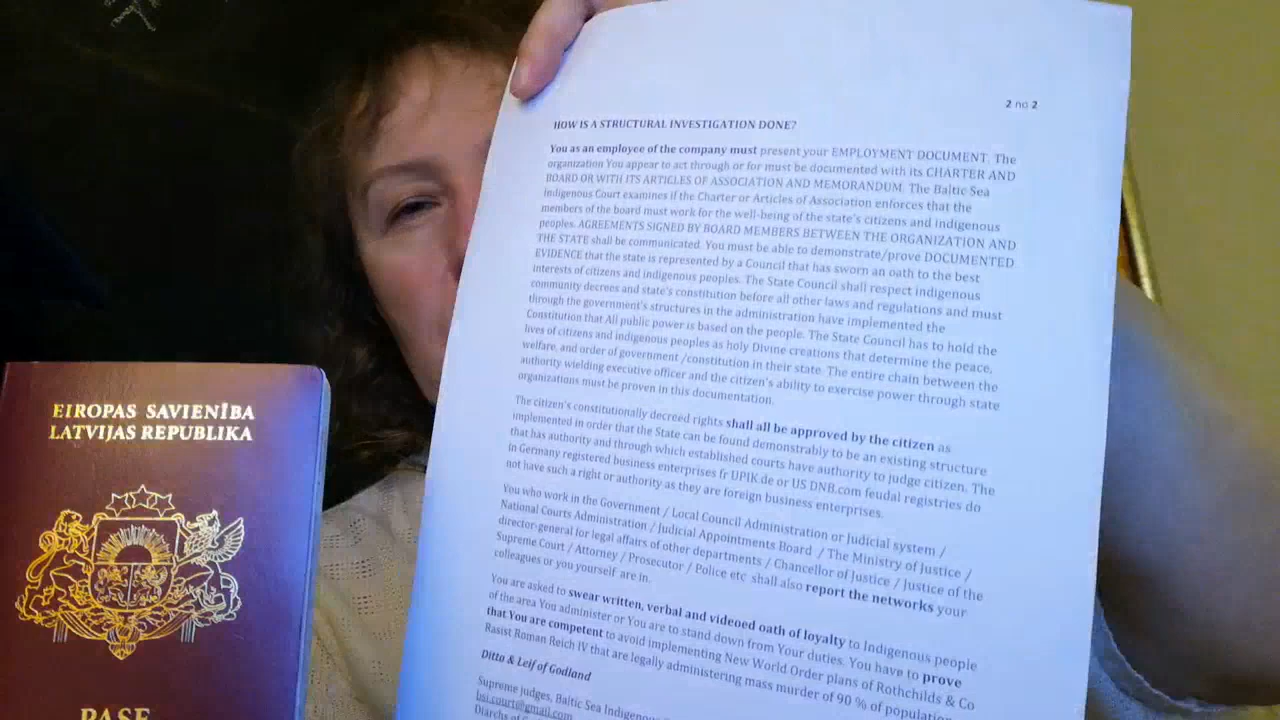 EIROPAS SAVIENĪBA
LATVIJAS REPUBLIKA
PASE
2 no 2
HOW IS A STRUCTURAL INVESTIGATION DONE?
You as an employee of the company must present your EMPLOYMENT DOCUMENT. The
organization You appear to act through or for must be documented with its CHARTER AND
BOARD OR WITH ITS ARTICLES OF ASSOCIATION AND MEMORANDUM. The Baltic Sea
Indigenous Court examines if the Charter or Articles of Association enforces that the
members of the board must work for the well-being of the state's citizens and indigenous
peoples. AGREEMENTS SIGNED BY BOARD MEMBERS BETWEEN THE ORGANIZATION AND
THE STATE shall be communicated. You must be able to demonstrate/prove DOCUMENTED
EVIDENCE that the state is represented by a Council that has sworn an oath to the best
interests of citizens and indigenous peoples. The State Council shall respect indigenous
community decrees and state's constitution before all other laws and regulations and must
through the government's structures in the administration have implemented the
Constitution that All public power is based on the people. The State Council has to hold the
lives of citizens and indigenous peoples as holy Divine creations that determine the peace,
welfare, and order of government /constitution in their state. The entire chain between the
authority wielding executive officer and the citizen's ability to exercise power through state
organizations must be proven in this documentation.
The citizen's constitutionally decreed rights shall all be approved by the citizen as
implemented in order that the State can be found demonstrably to be an existing structure
that has authority and through which established courts have authority to judge citizen. The
in Germany registered business enterprises fr UPIK.de or US DNB.com feudal registries do
not have such a right or authority as they are foreign business enterprises.
You who work in the Government / Local Council Administration or Judicial system /
National Courts Administration / Judicial Appointments Board / The Ministry of Justice /
director-general for legal affairs of other departments / Chancellor of Justice / Justice of the
Supreme Court / Attorney / Prosecutor / Police etc shall also report the networks your
colleagues or you yourself are in.
You are asked to swear written, verbal and videoed oath of loyalty to Indigenous people
of the area You administer or You are to stand down from Your duties. You have to prove
that You are competent to avoid implementing New World Order plans of Rothchilds & Co
Rasist Roman Reich IV that are legally administering mass murder of 90 % of population
Ditta & Leif of Godland
Supreme judges, Baltic Sea Indigenous
bsi.court@gmail.com
Diarchs of